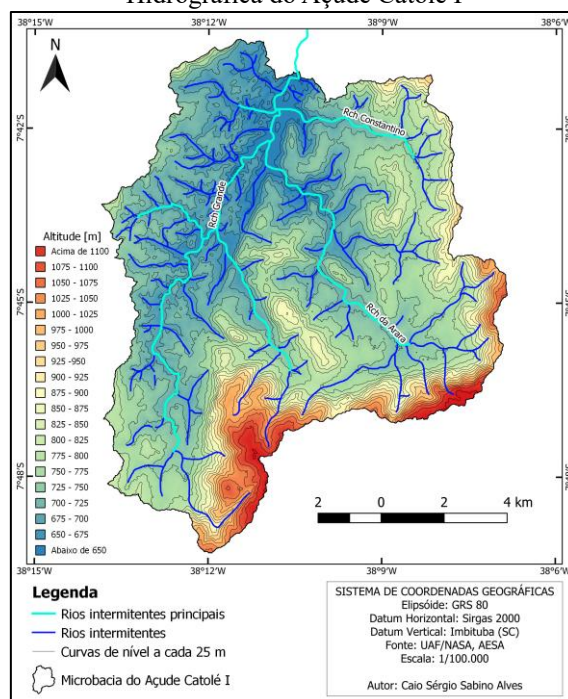 Hidrográfica do Açude Catolé I
38°15'W
38°12'W
38°9'W
38°6'W
N
7°42'S
7°42'S
Rch Constantino
Rch Grande
Altitude [m]
Acima de 1100
1075 - 1100
1050 - 1075
1025 - 1050
1000 - 1025
975 - 1000
950 - 975
925 -950
900 - 925
875 - 900
850 - 875
825 - 850
800 - 825
775 - 800
750 - 775
725 - 750
700 - 725
675 - 700
650 - 675
Abaixo de 650
7°45'S
7°45'S
Rch da Arara
7°48'S
7°48'S
2 0 2 4 km
38°15'W
38°12'W
38°9'W
38°6'W
Legenda
Rios intermitentes principais
Rios intermitentes
Curvas de nível a cada 25 m
Microbacia do Açude Catolé I
SISTEMA DE COORDENADAS GEOGRÁFICAS
Elipsóide: GRS 80
Datum Horizontal: Sirgas 2000
Datum Vertical: Imbituba (SC)
Fonte: UAF/NASA, AESA
Escala: 1/100.000
Autor: Caio Sérgio Sabino Alves